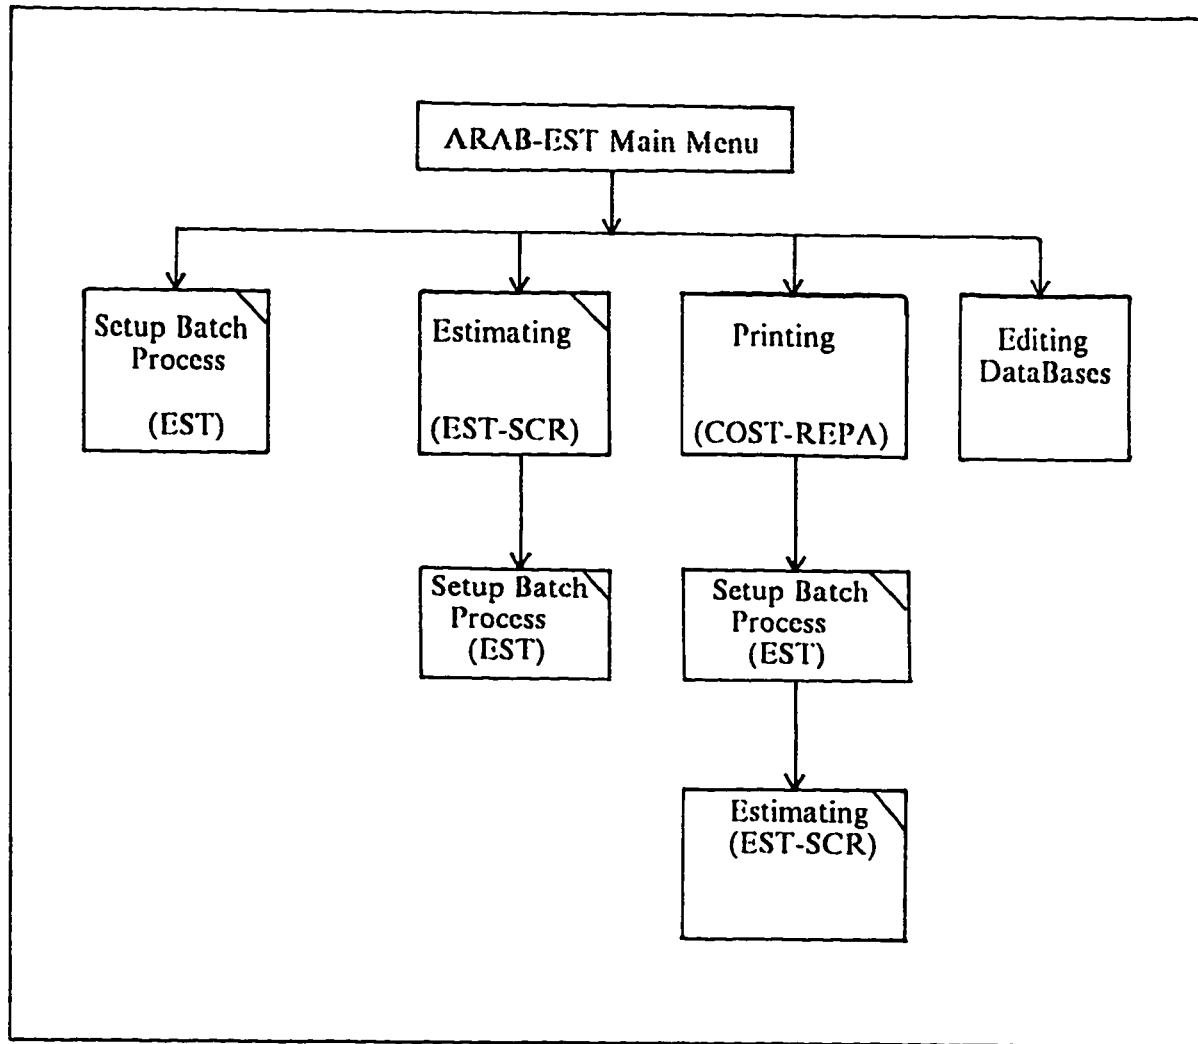 ARAB-EST Main Menu
Setup Batch
Process
(EST)
Estimating
(EST-SCR)
Printing
(COST-REPA)
Editing
DataBases
Setup Batch
Process
(EST)
Setup Batch
Process
(EST)
Estimating
(EST-SCR)